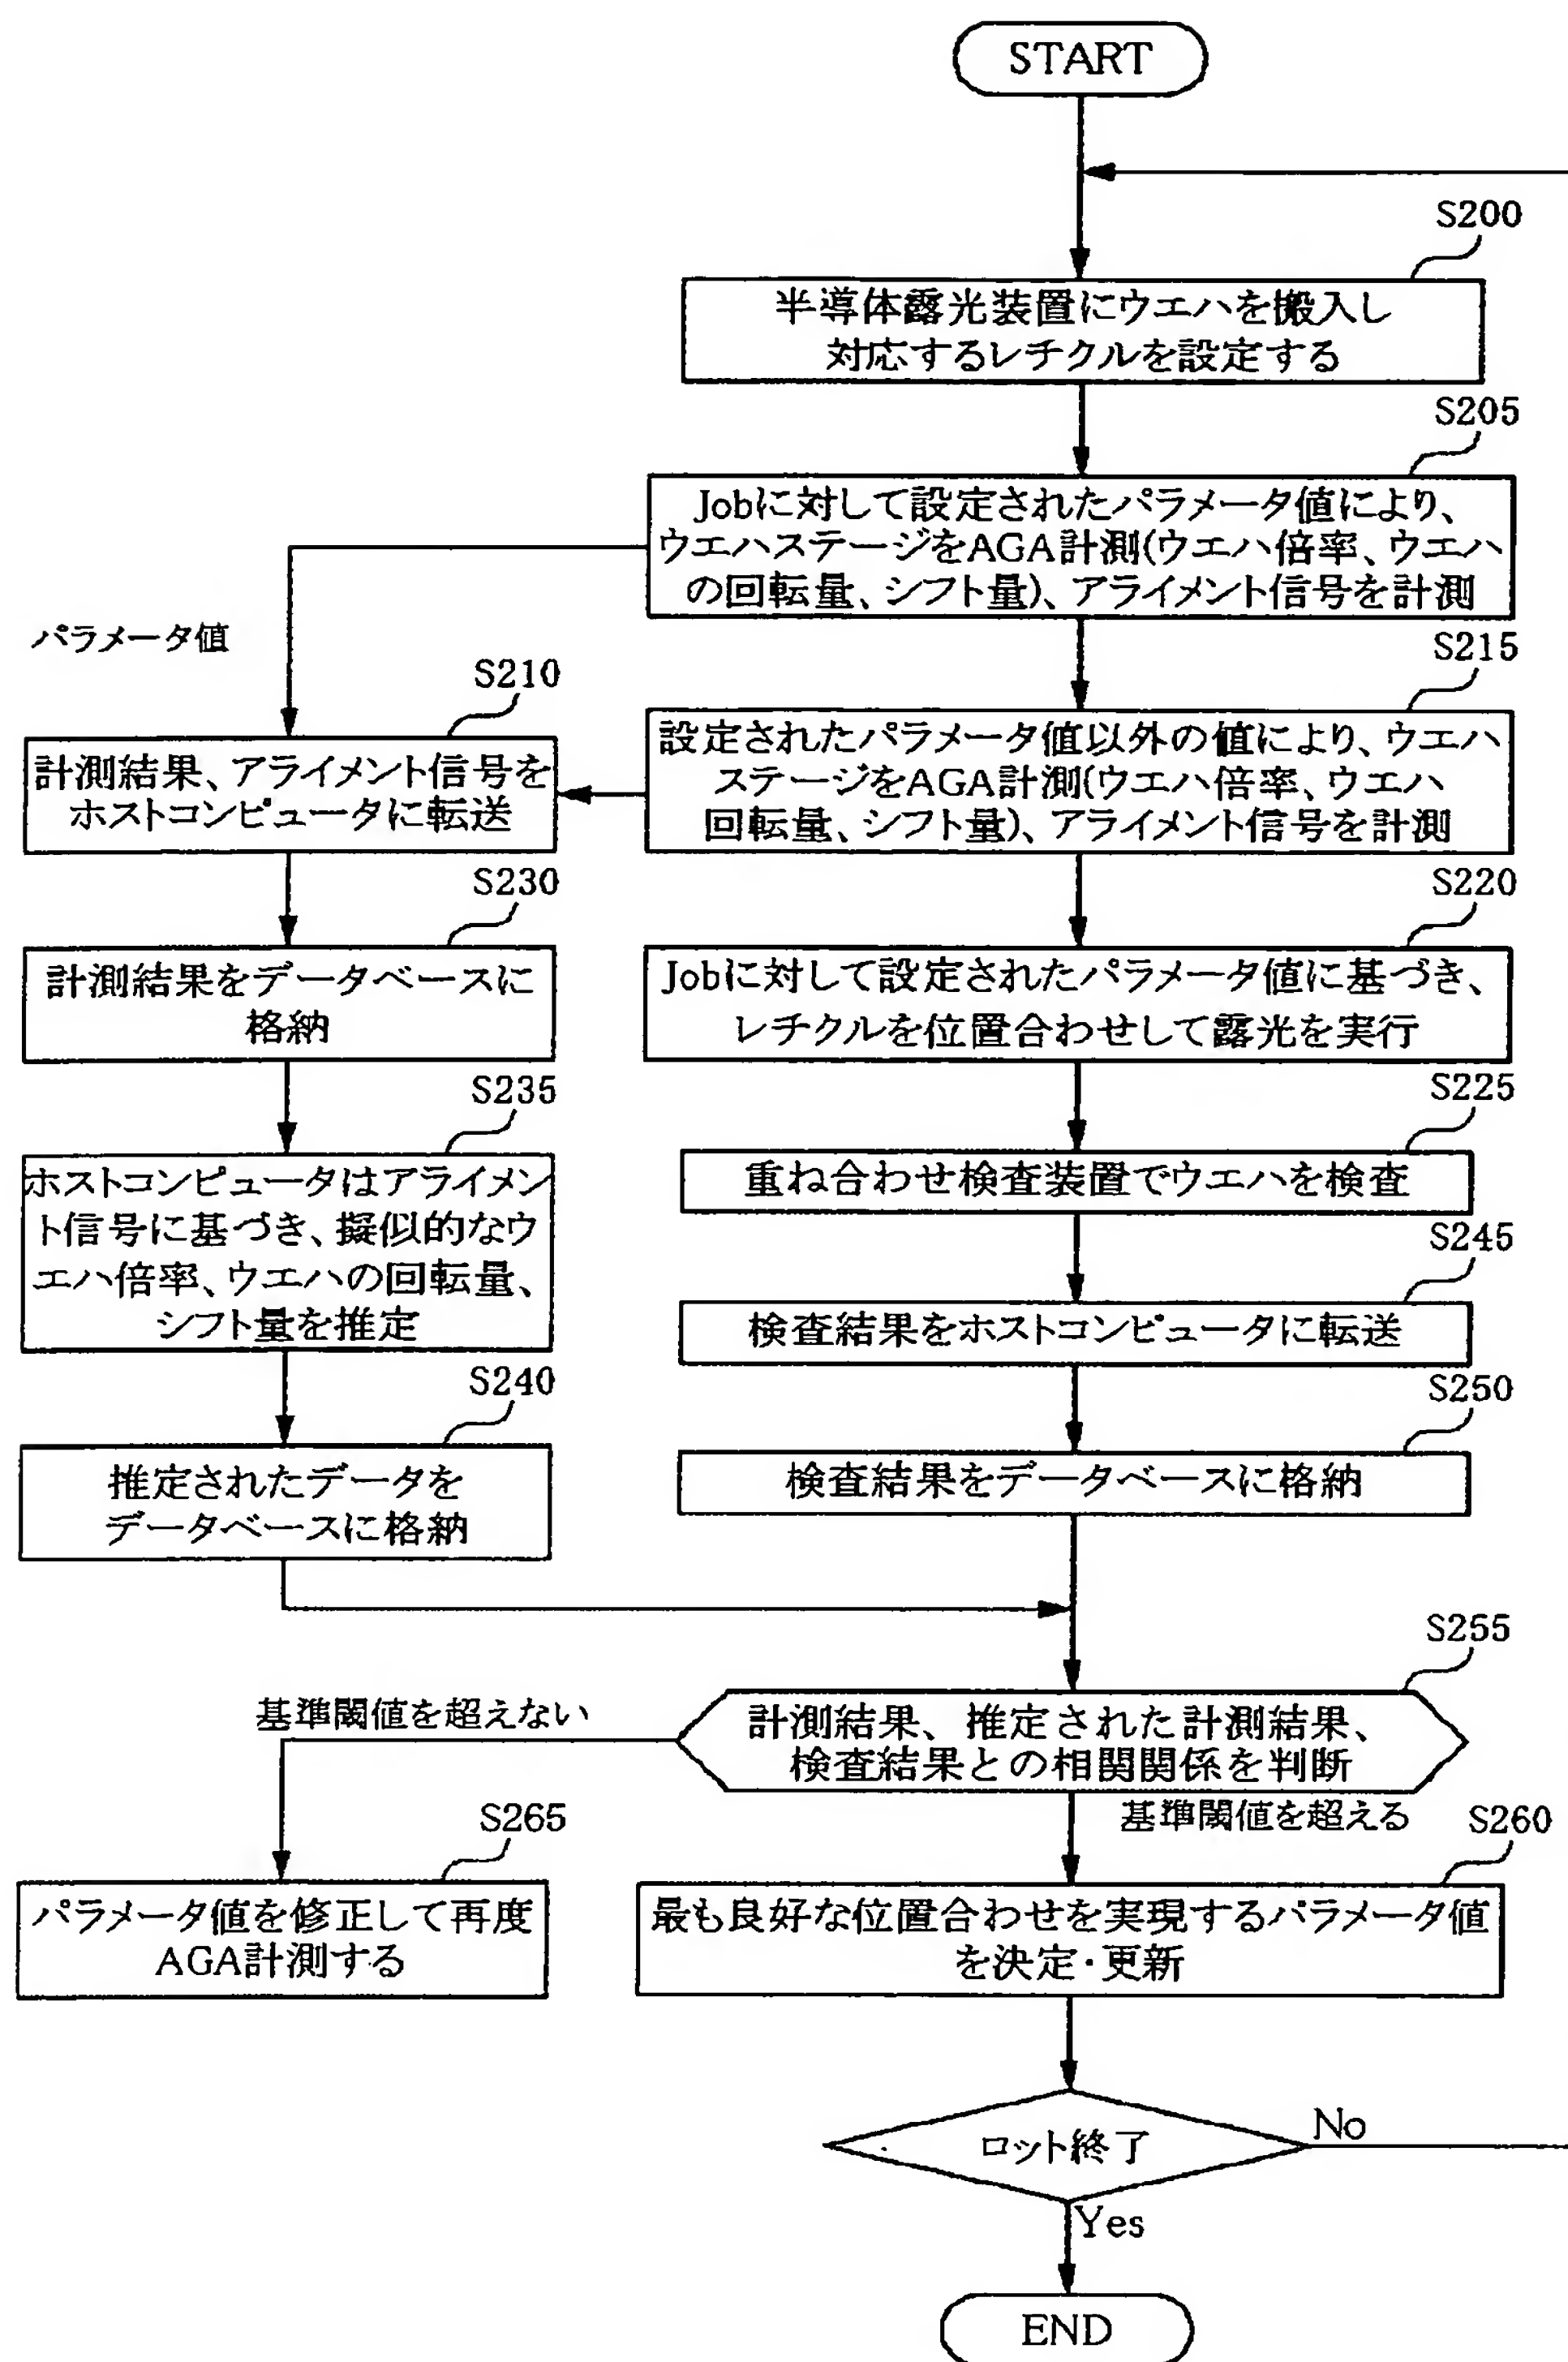 START
S200
半導体露光装置にウエハを搬入し
対応するレチクルを設定する
S205
Jobに対して設定されたパラメータ値により、
ウエハステージをAGA計測(ウエハ倍率、ウエハ
の回転量、シフト量)、アライメント信号を計測
パラメータ値
S210
計測結果、アライメント信号を
ホストコンピュータに転送
S215
設定されたパラメータ値以外の値により、ウエハ
ステージをAGA計測(ウエハ倍率、ウエハ
回転量、シフト量)、アライメント信号を計測
S230
計測結果をデータベースに
格納
S220
Jobに対して設定されたパラメータ値に基づき、
レチクルを位置合わせして露光を実行
S235
ホストコンピュータはアライメン
ト信号に基づき、擬似的なウ
エハ倍率、ウエハの回転量、
シフト量を推定
S225
重ね合わせ検査装置でウエハを検査
S245
検査結果をホストコンピュータに転送
S240
推定されたデータを
データベースに格納
S250
検査結果をデータベースに格納
S255
計測結果、推定された計測結果、
検査結果との相関関係を判断
基準閾値を超えない
基準閾値を超える
S265
パラメータ値を修正して再度
AGA計測する
S260
最も良好な位置合わせを実現するパラメータ値
を決定・更新
ロット終了
No
Yes
END